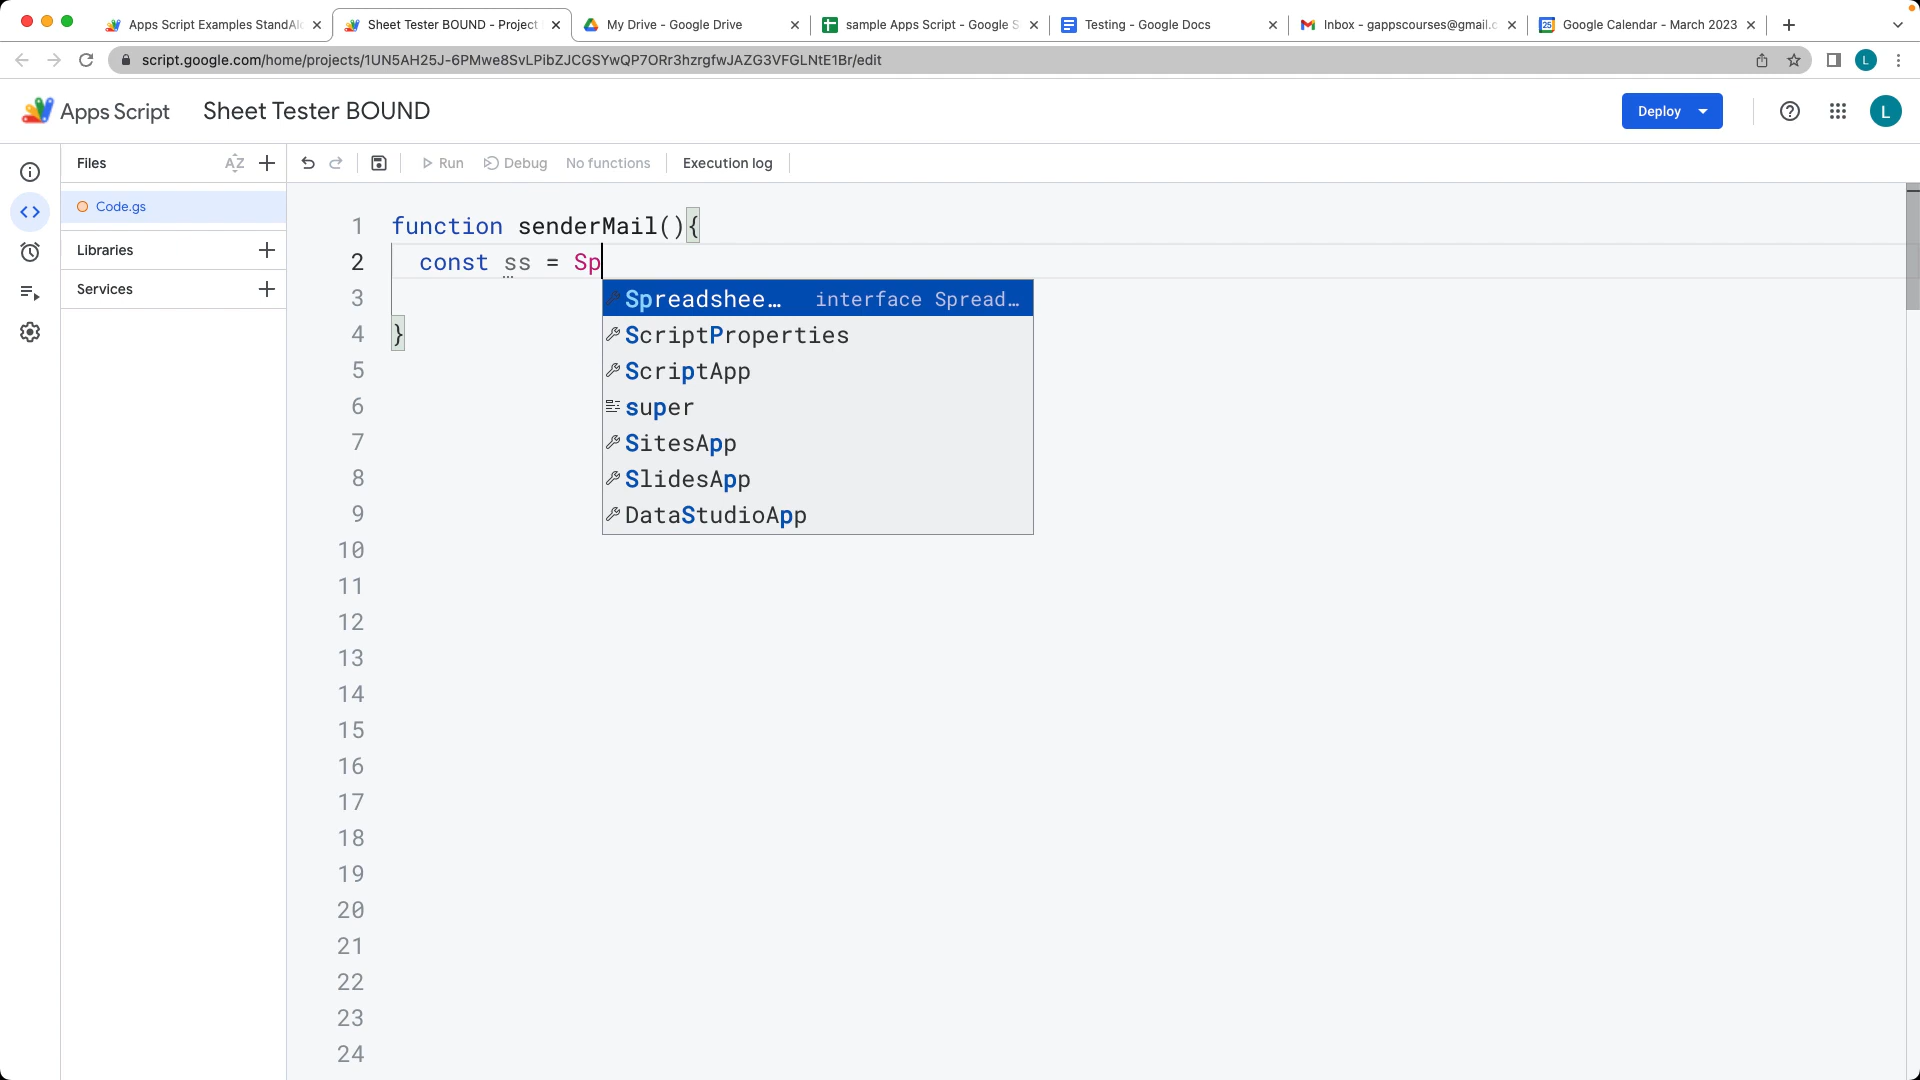 Apps Script Examples StandAl
Sheet Tester BOUND - Project
My Drive - Google Drive
sample Apps Script - Google S
Testing - Google Docs
Inbox - gappscourses@gmail.c
Google Calendar - March 2023
script.google.com/home/projects/1UN5AH25J-6PMwe8SvLPibZJCGSYwQP7ORr3hzrgfwJAZG3VFGLNtE1Br/edit
L
Apps Script
Sheet Tester BOUND
Deploy
L
Files
AZ
Run
Debug
No functions
Execution log
Code.gs
Libraries
Services
1 function senderMail(){
2 const ss = Sp
3
4 }
5
6
7
8
9
10
11
12
13
14
15
16
17
18
19
20
21
22
23
24
Spreadshee… interface Spread…
ScriptProperties
ScriptApp
super
SitesApp
SlidesApp
DataStudioApp